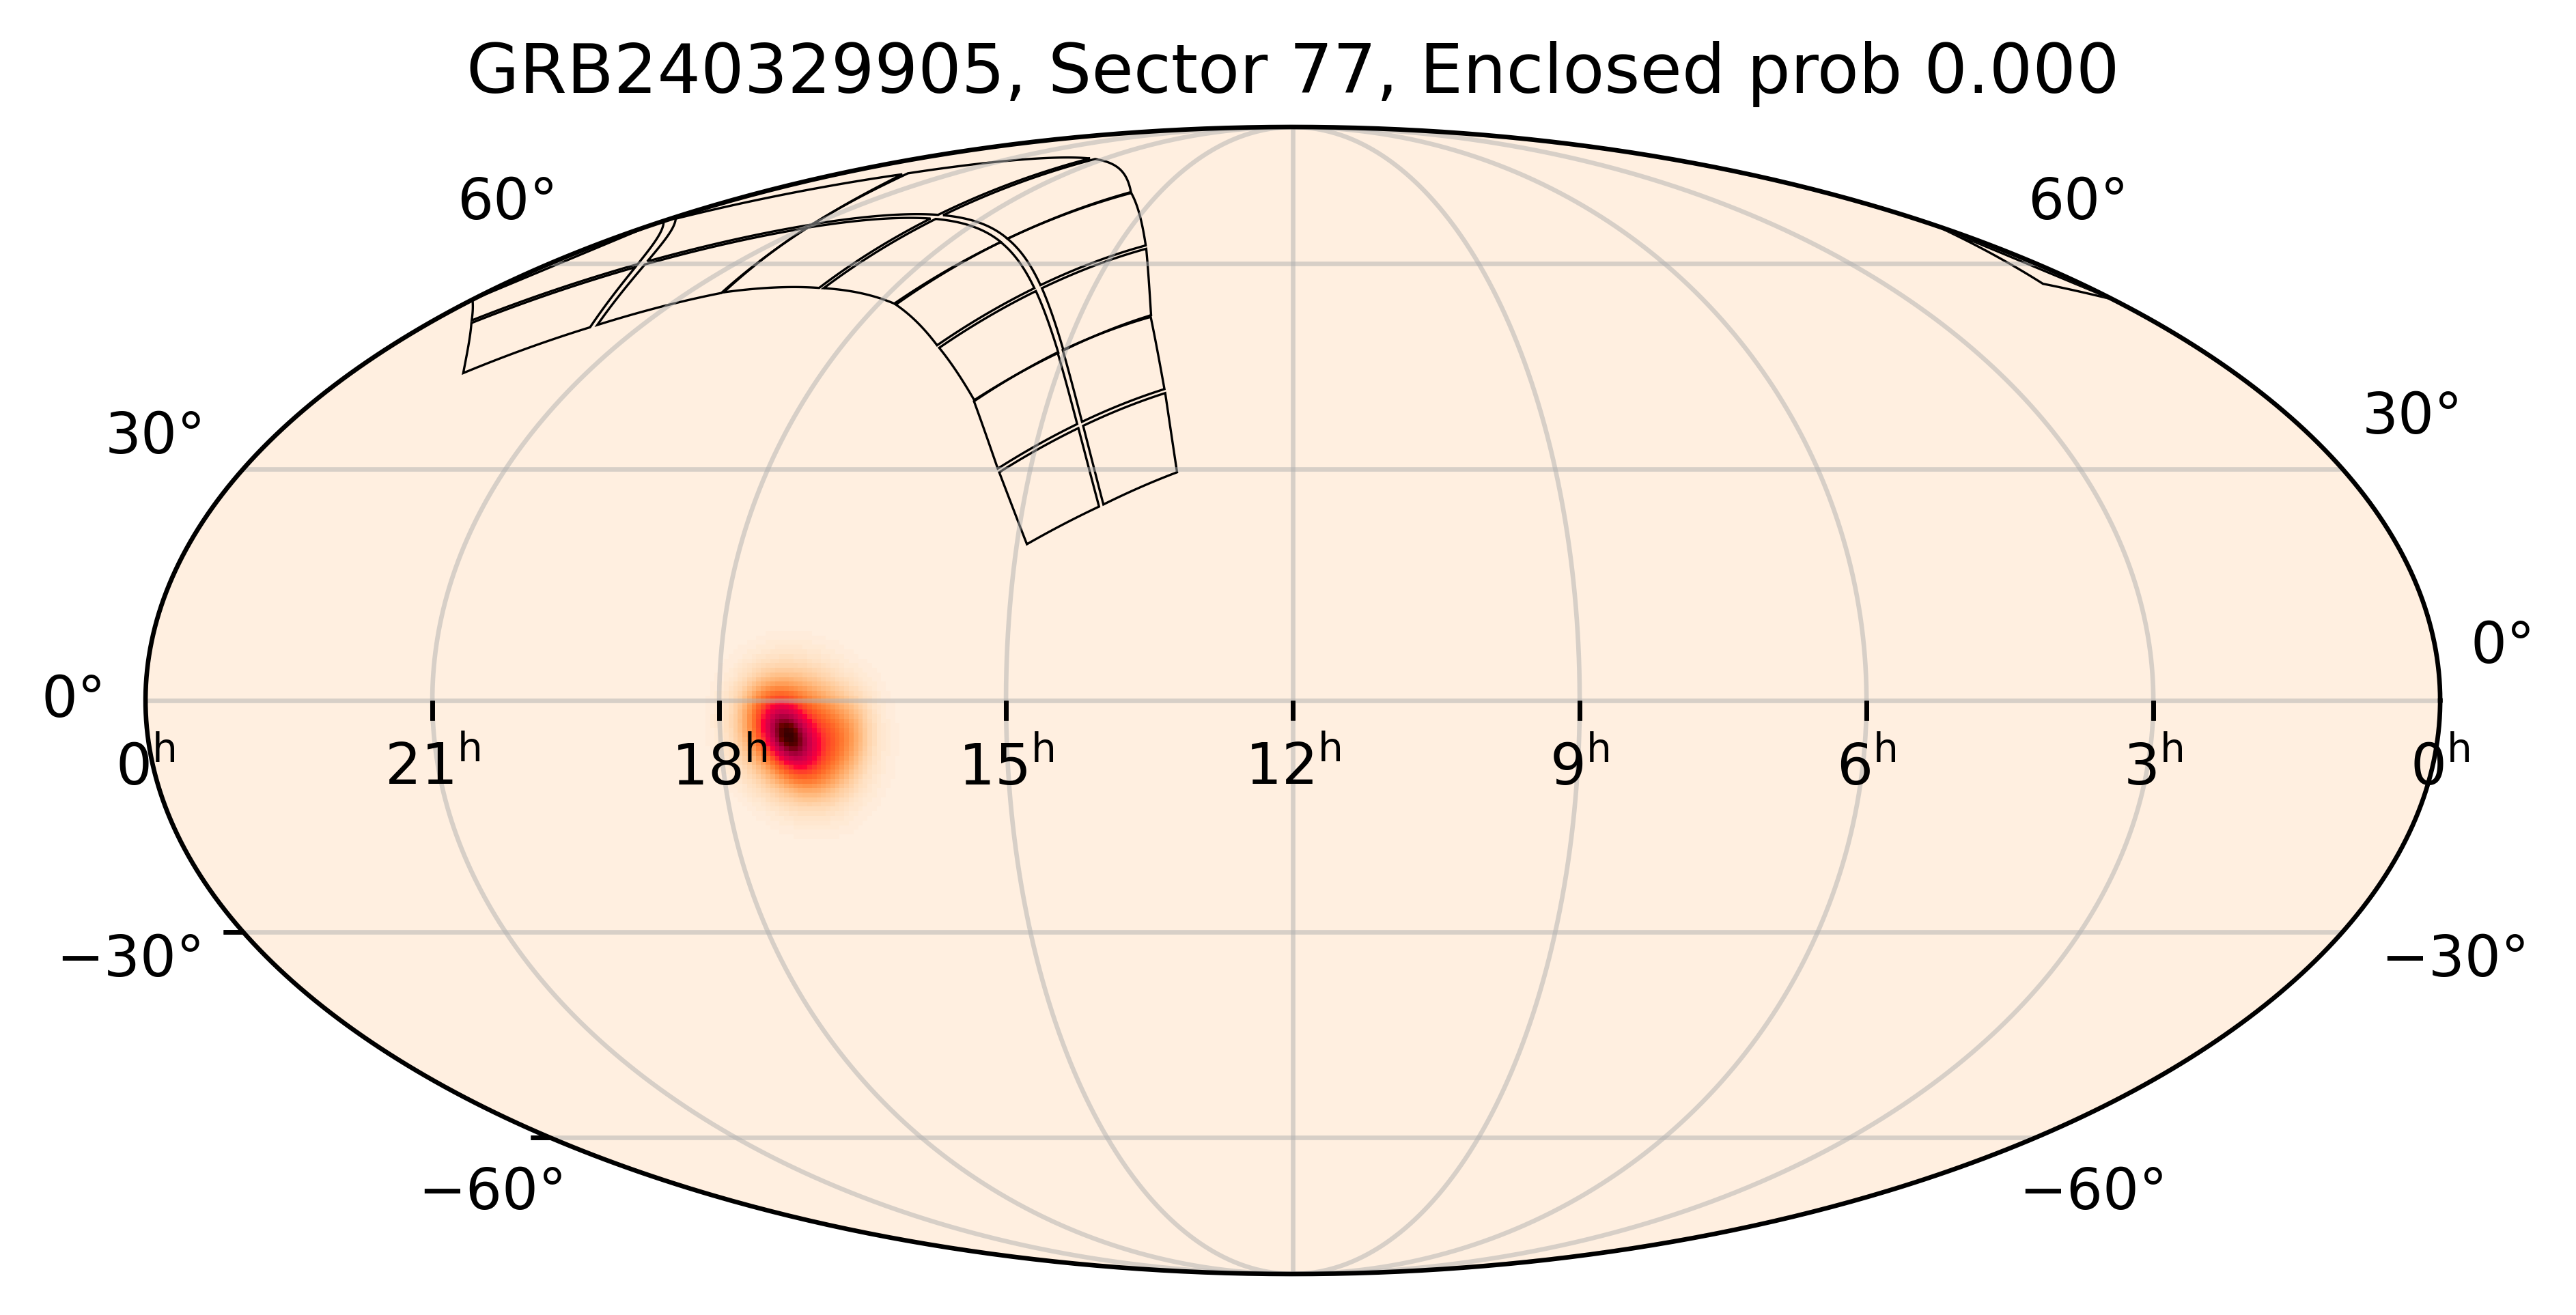 GRB240329905, Sector 77, Enclosed prob 0.000
60° 60°
30° 30°
0° 0°
0ʰ 21ʰ 18ʰ 15ʰ 12ʰ 9ʰ 6ʰ 3ʰ 0ʰ
−30° −30°
−60° −60°